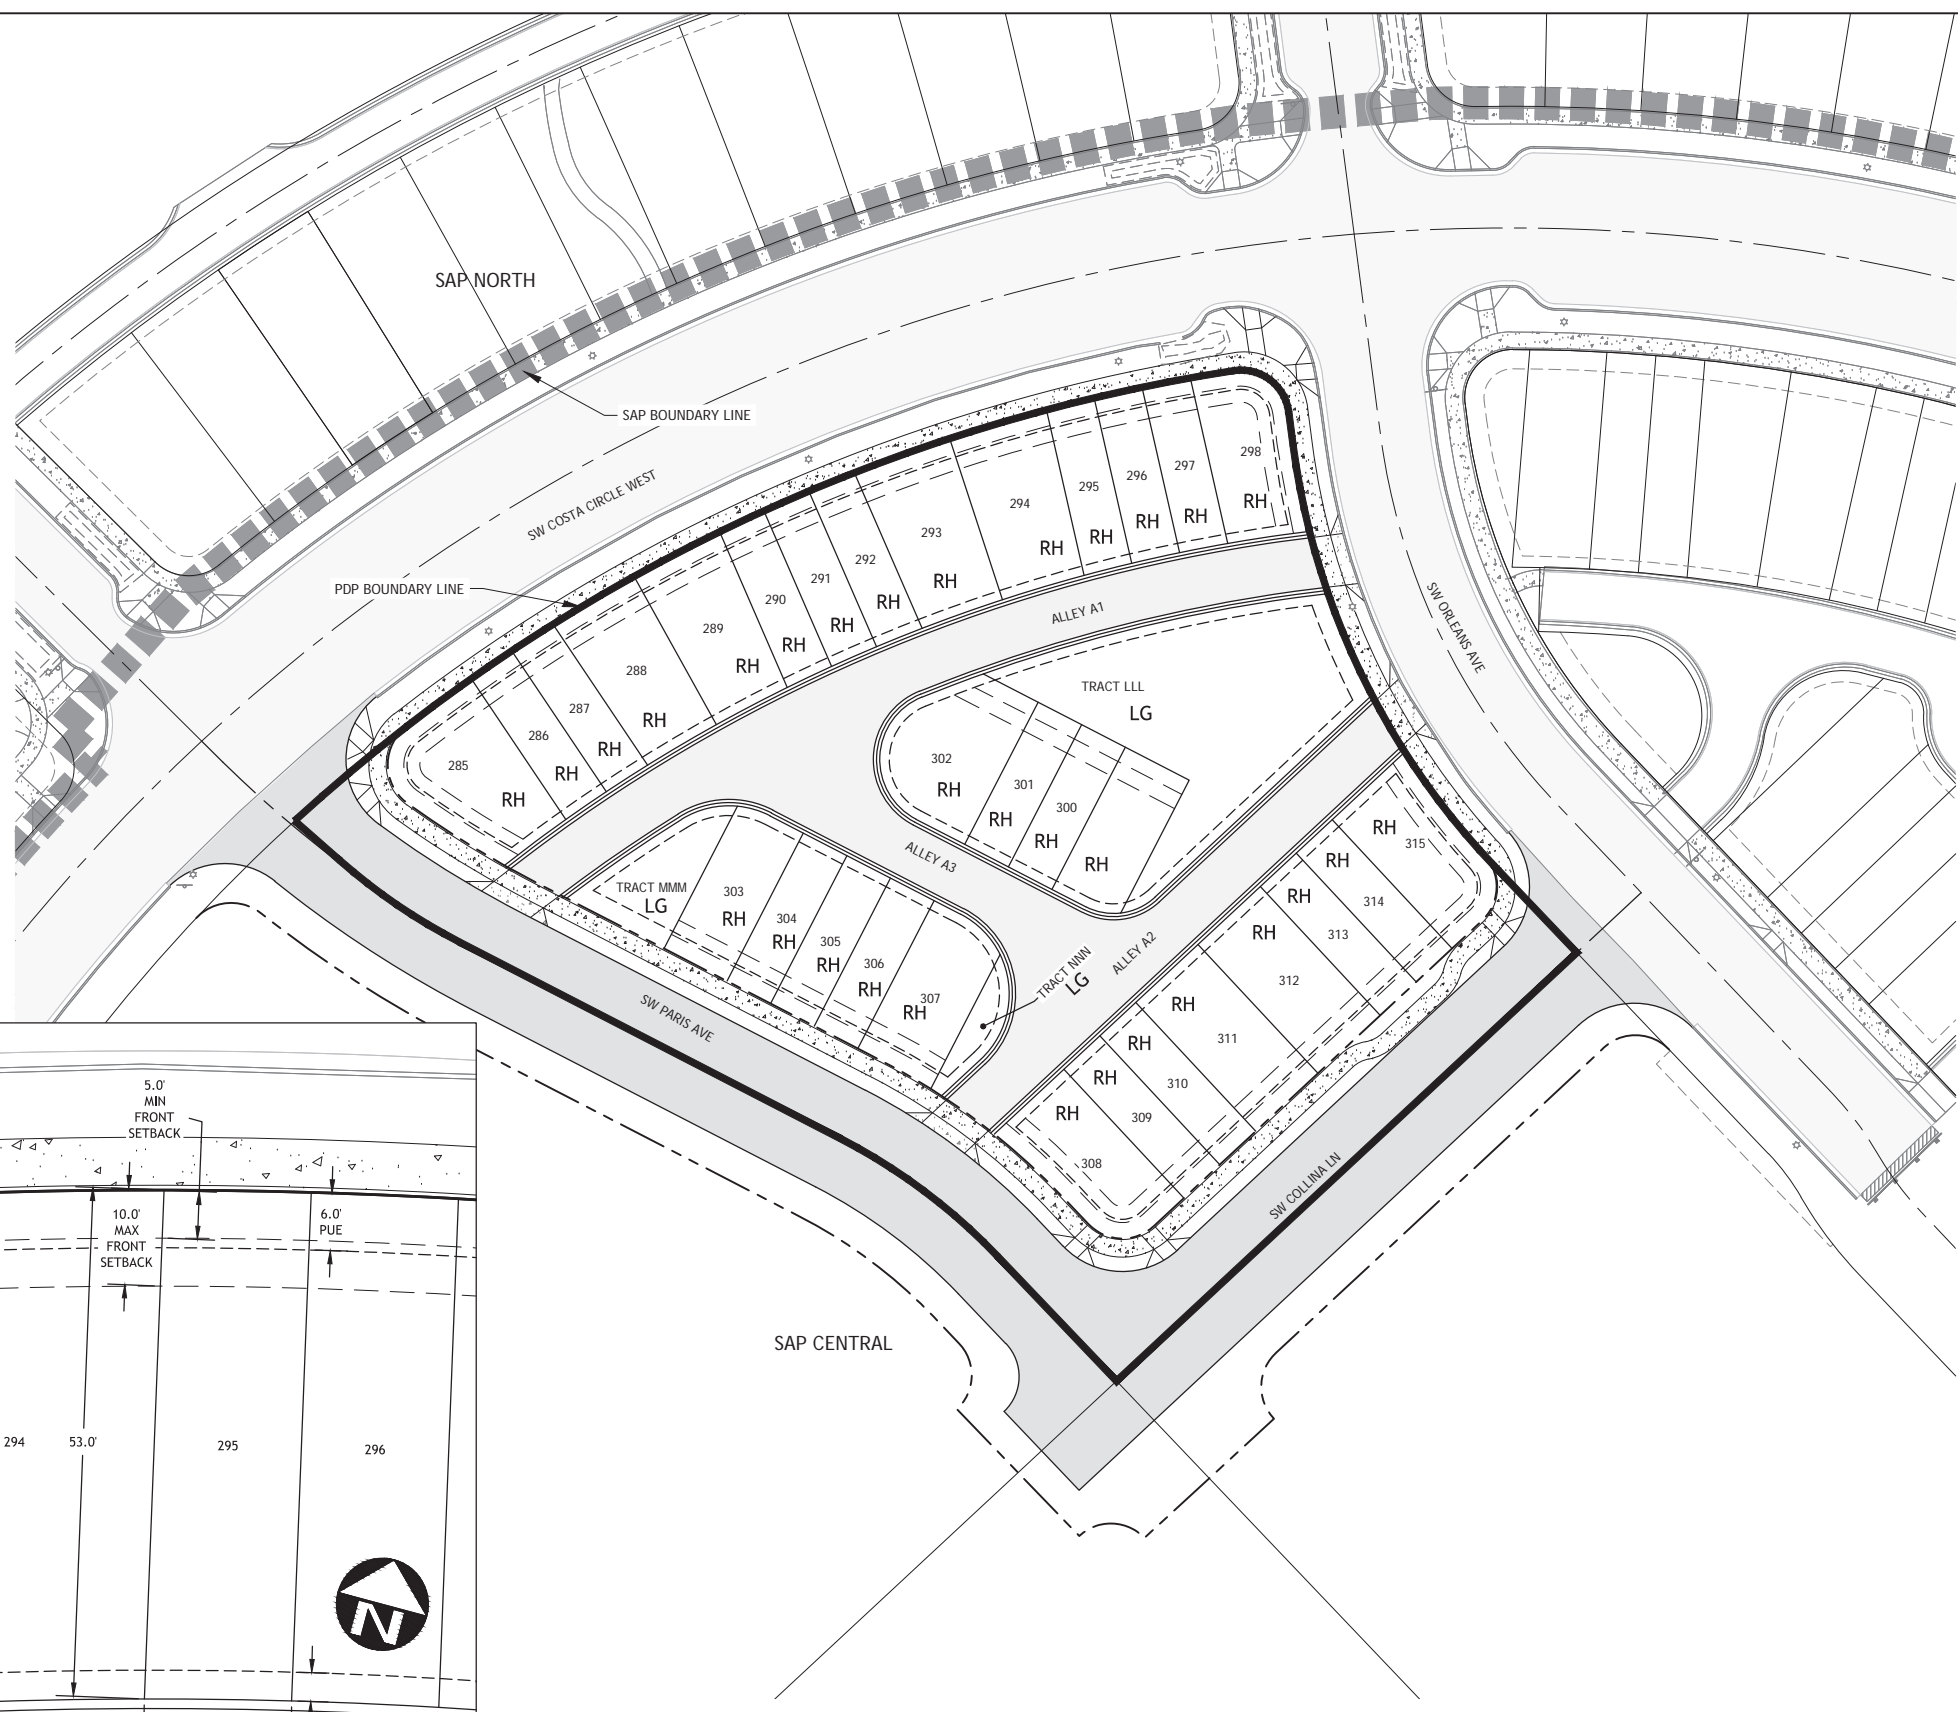 SAP NORTH
SAP BOUNDARY LINE
SW COSTA CIRCLE WEST
PDP BOUNDARY LINE
298
RH
297
RH
296
RH
295
RH
294
RH
293
RH
292
RH
291
RH
290
RH
289
RH
288
RH
287
RH
286
RH
285
RH
ALLEY A1
SW ORLEANS AVE
TRACT LLL
LG
302
RH
301
RH
300
RH
RH
ALLEY A3
TRACT MMM
LG
303
RH
304
RH
305
RH
306
RH
307
RH
TRACT NNN
LG
ALLEY A2
RH
315
RH
314
RH
313
RH
312
RH
311
RH
310
RH
309
RH
308
SW PARIS AVE
SW COLLINA LN
SAP CENTRAL
5.0'
MIN
FRONT
SETBACK
10.0'
MAX
FRONT
SETBACK
6.0'
PUE
294
53.0'
295
296
N